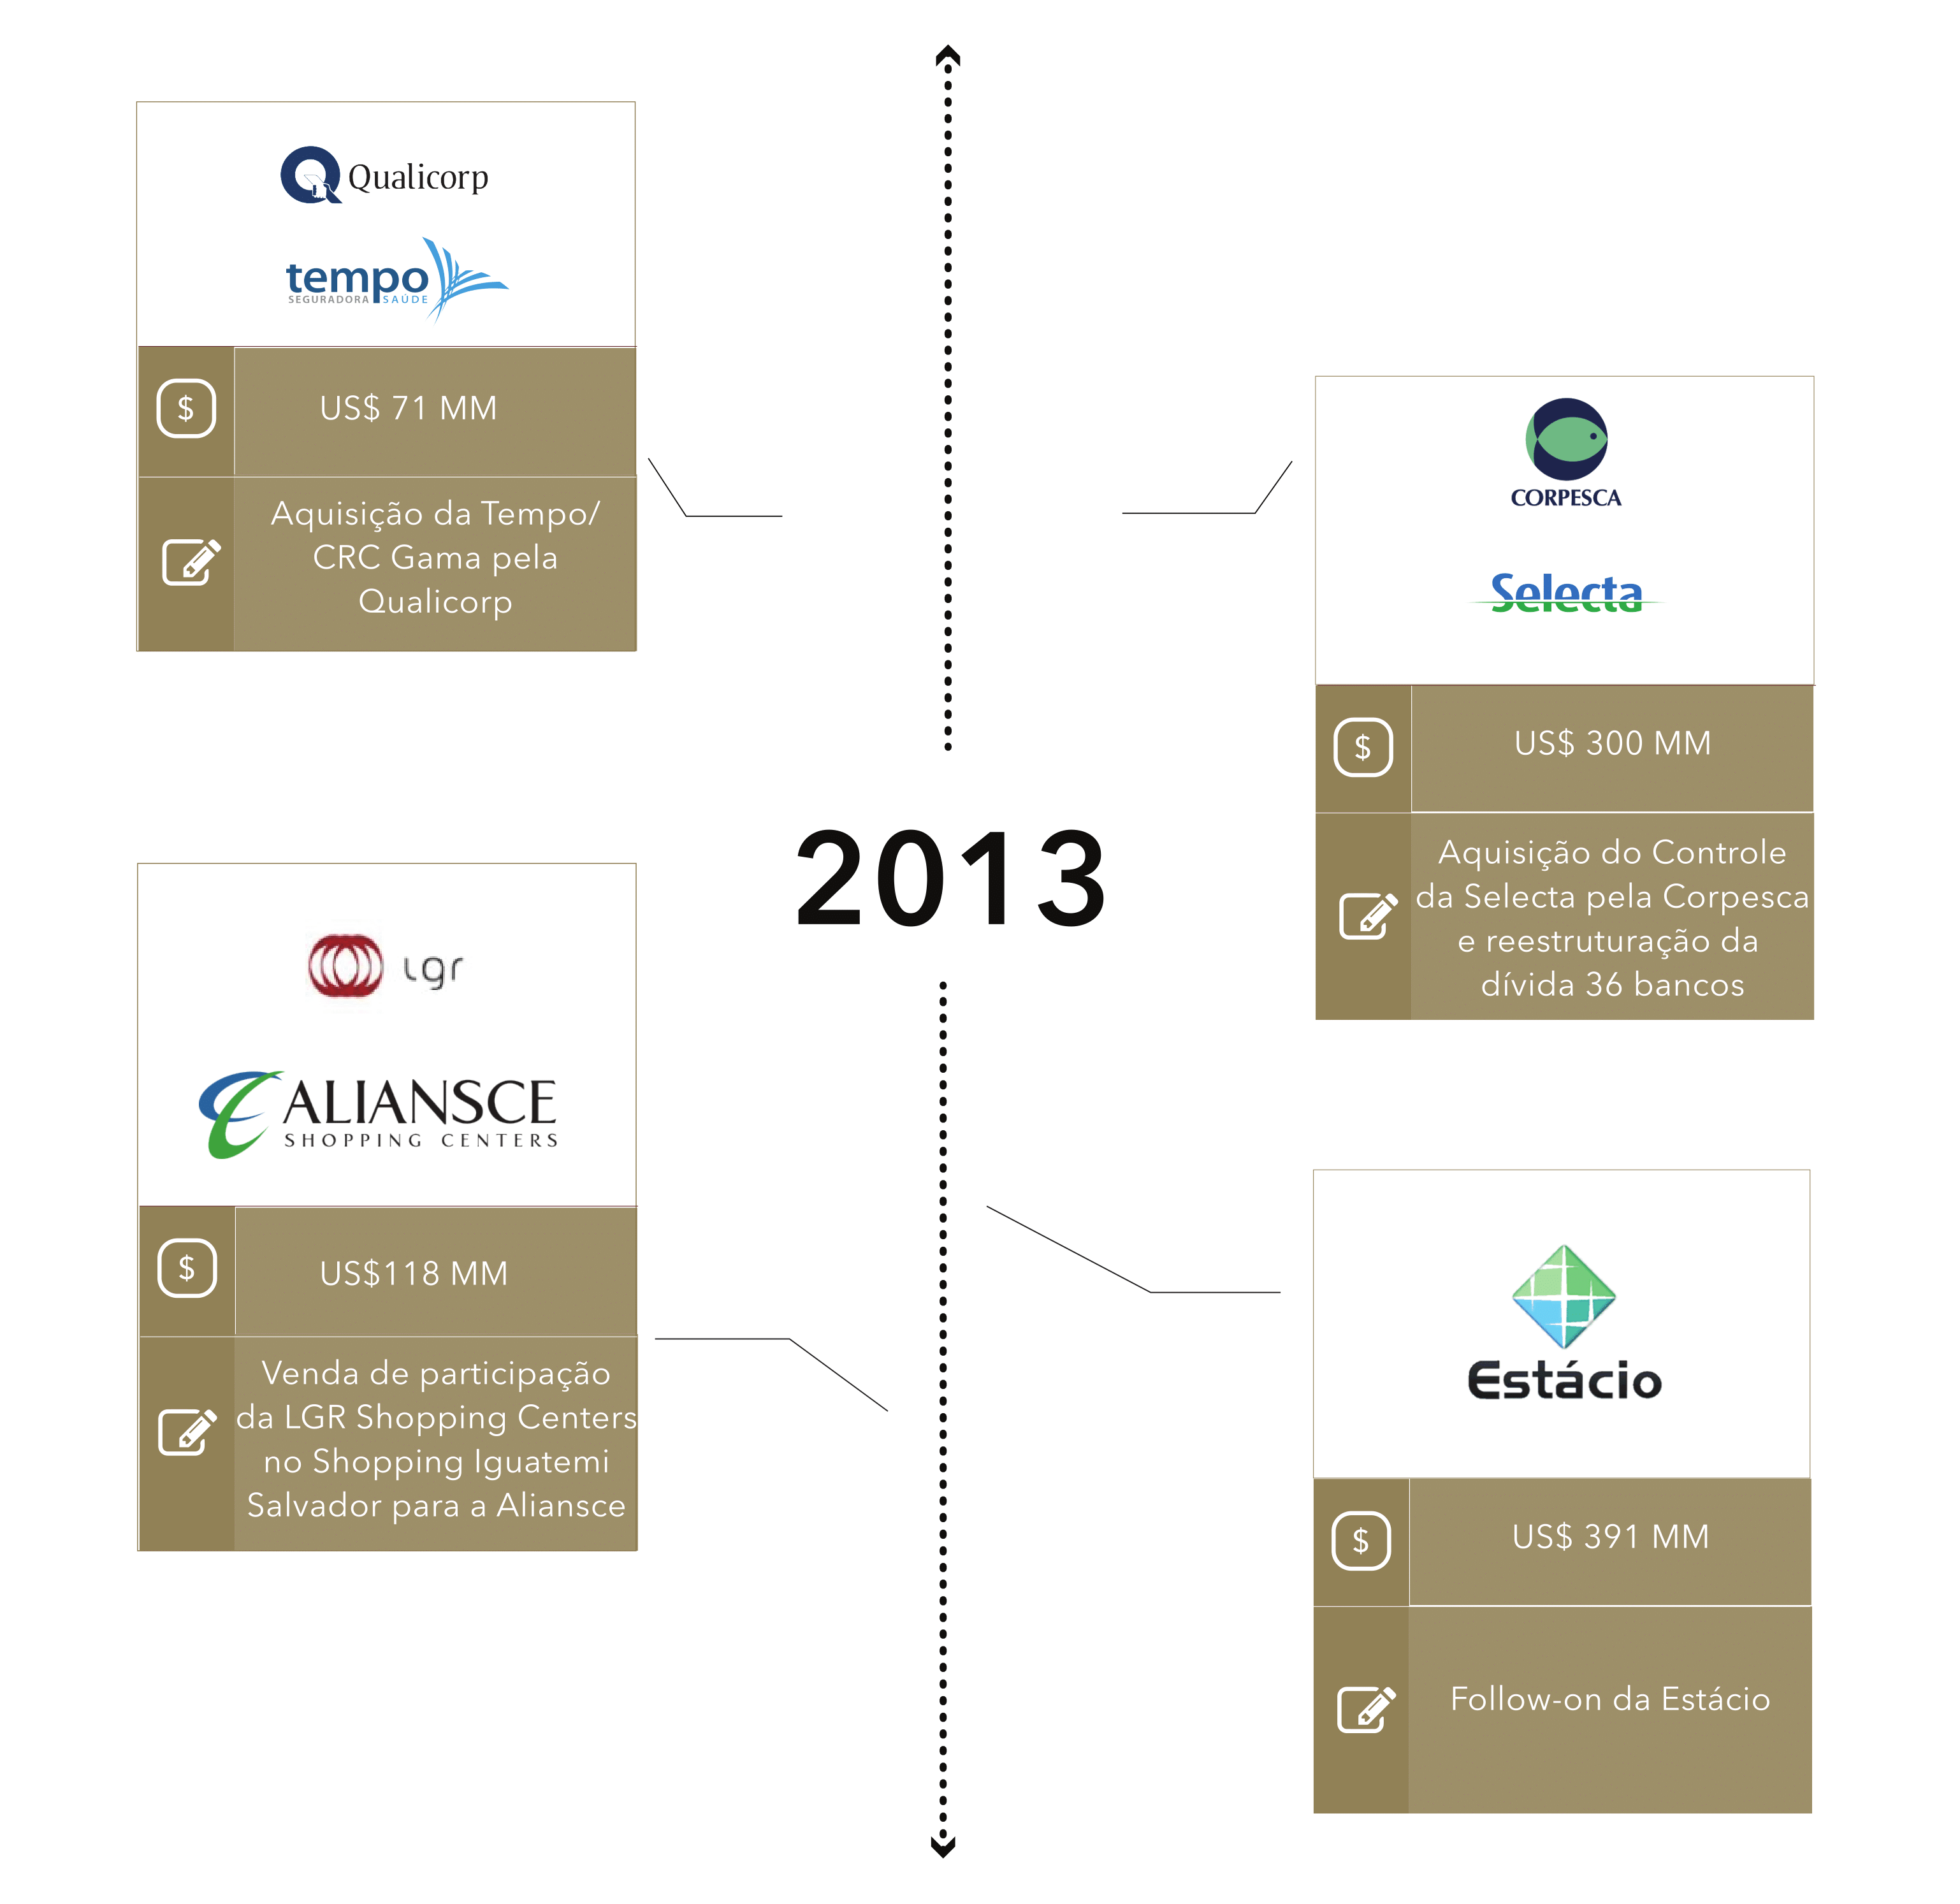 Qualicorp
tempo
SEGURADORA SAÚDE
$
US$ 71 MM
Aquisição da Tempo/
CRC Gama pela
Qualicorp
CORPESCA
Selecta
$
US$ 300 MM
Aquisição do Controle
da Selecta pela Corpesca
e reestruturação da
dívida 36 bancos
2013
lgr
ALIANSCE
SHOPPING CENTERS
$
US$118 MM
Venda de participação
da LGR Shopping Centers
no Shopping Iguatemi
Salvador para a Aliansce
Estácio
$
US$ 391 MM
Follow-on da Estácio